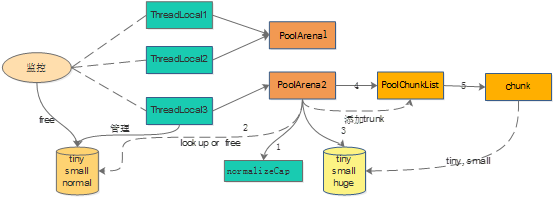 ThreadLocal1
PoolArena1
监控
ThreadLocal2
PoolArena2
4
PoolChunkList
5
chunk
ThreadLocal3
free
管理
2
添加trunk
look up or free
3
1
tiny, small
tiny
small
normal
normalizeCap
tiny
small
huge